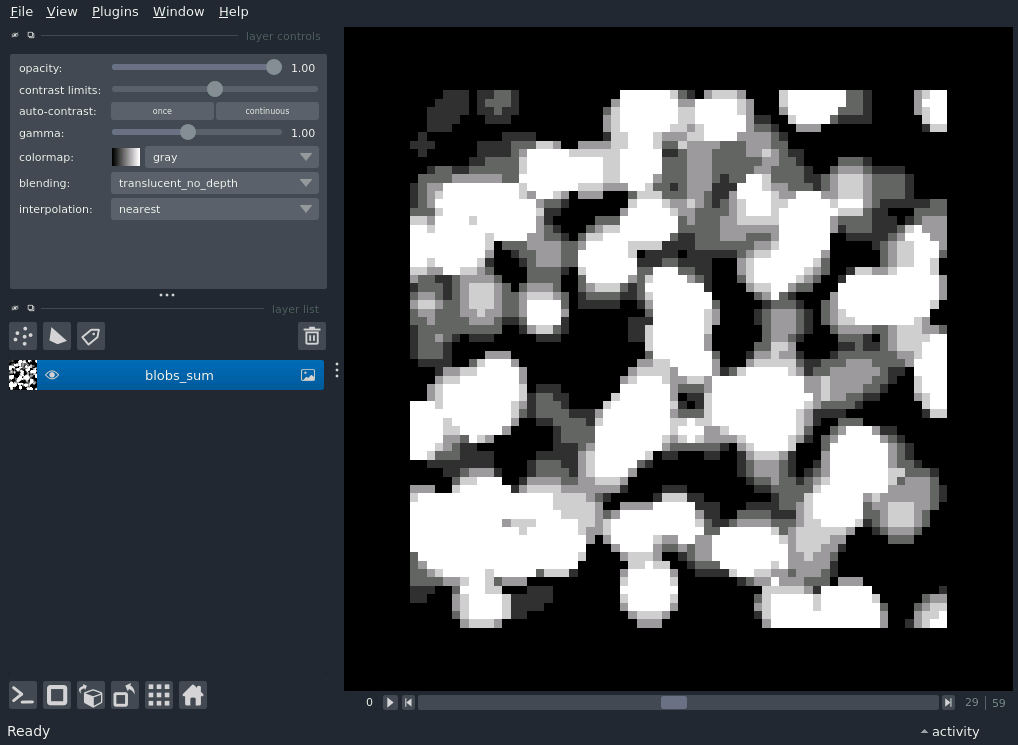 File View Plugins Window Help
layer controls
opacity: 1.00
contrast limits:
auto-contrast: once continuous
gamma: 1.00
colormap: gray
blending: translucent_no_depth
interpolation: nearest
layer list
blobs_sum
0 29 59
Ready activity